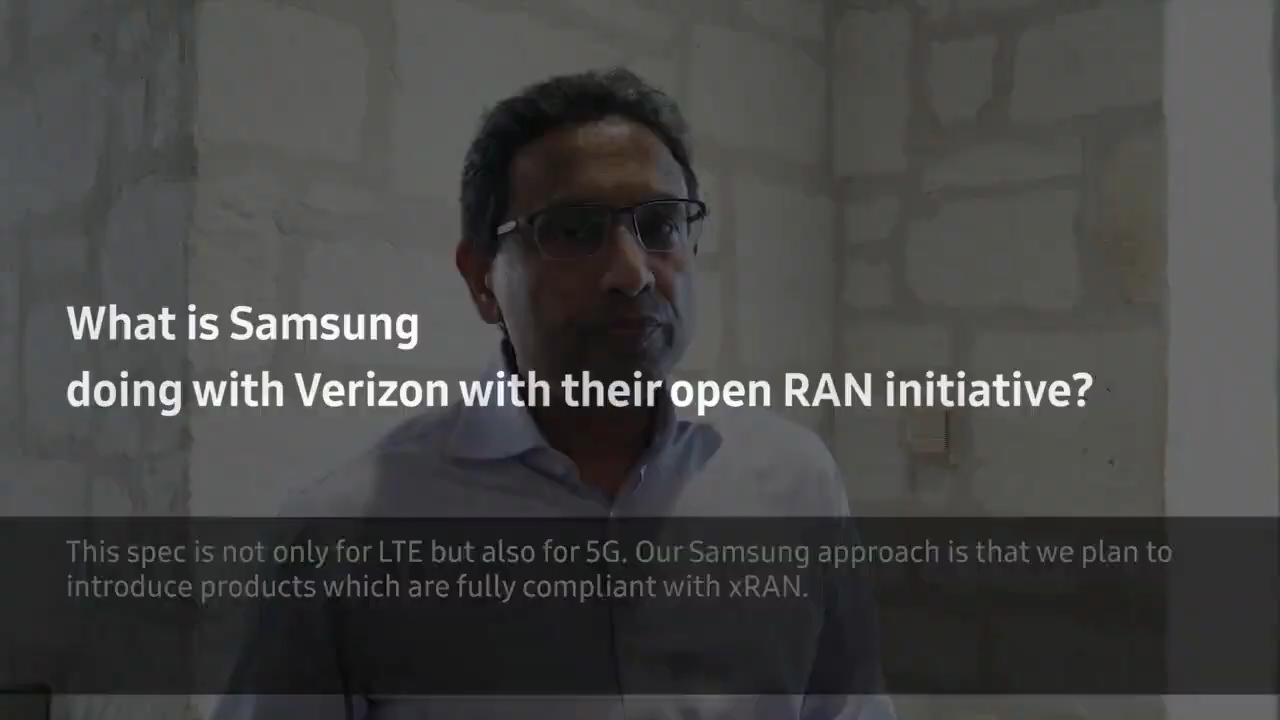 What is Samsung
doing with Verizon with their open RAN initiative?
This spec is not only for LTE but also for 5G. Our Samsung approach is that we plan to
introduce products which are fully compliant with xRAN.